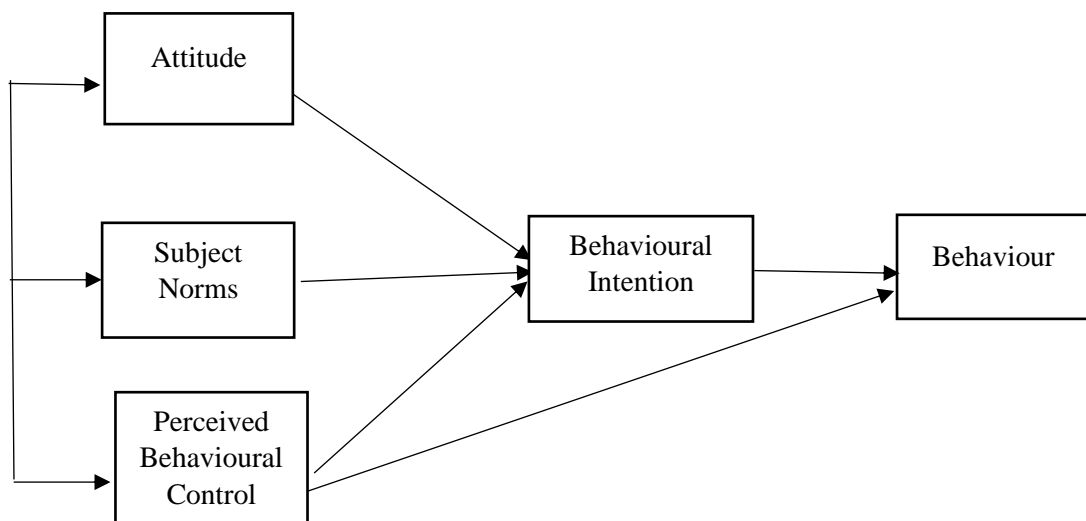 Attitude
Subject
Norms
Perceived
Behavioural
Control
Behavioural
Intention
Behaviour